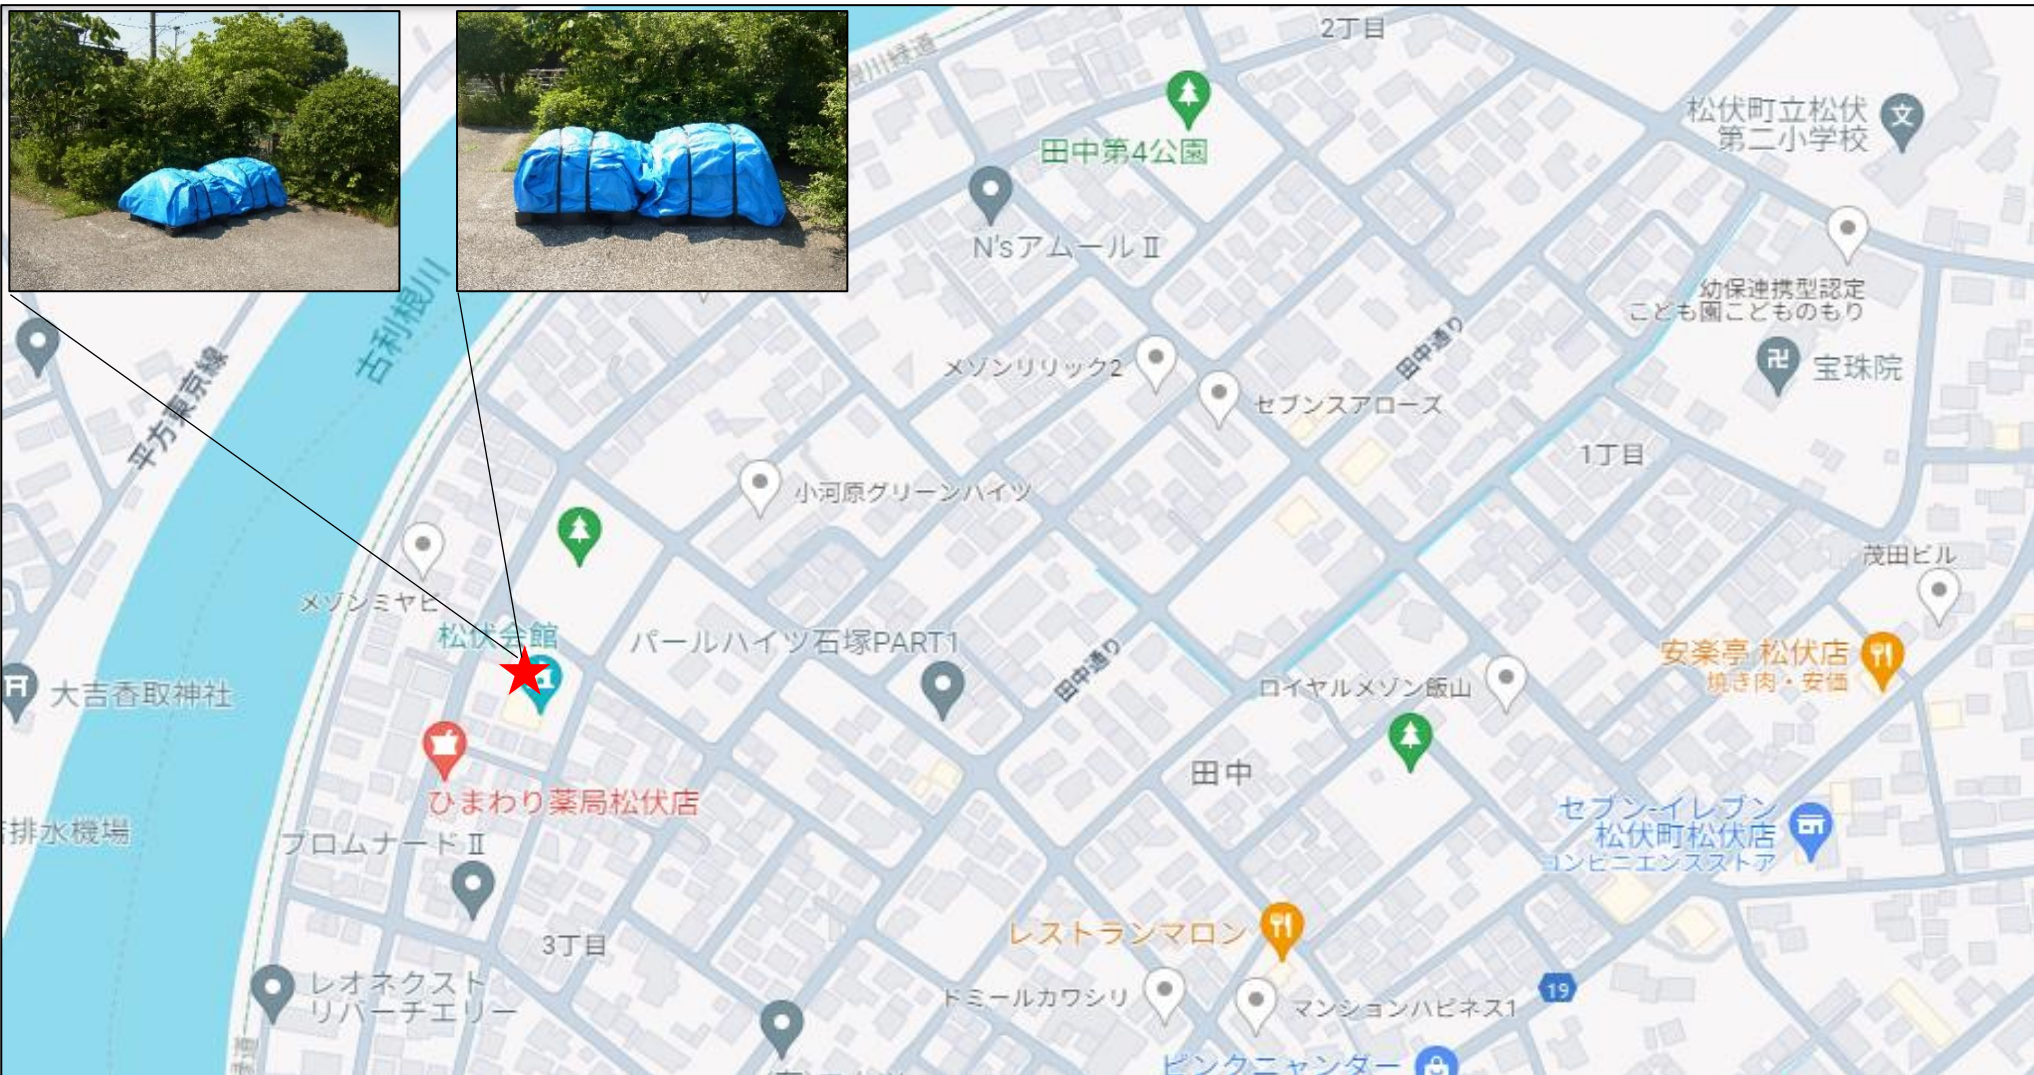 2丁目
松伏町立松伏
第二小学校
田中第4公園
N'sアムールⅡ
幼保連携型認定
こども園こどものもり
古利根川
平方東京線
田中通り
メゾンリリック2
宝珠院
セブンスアローズ
1丁目
小河原グリーンハイツ
茂田ビル
メゾンミヤビ
松伏会館
パールハイツ石塚PART1
田中通り
安楽亭 松伏店
焼き肉・安価
大吉香取神社
ロイヤルメゾン飯山
田中
ひまわり薬局松伏店
セブン-イレブン
松伏町松伏店
コンビニエンスストア
排水機場
プロムナードⅡ
レストランマロン
3丁目
レオネクスト
リバーチエリー
ドミールカワシリ
19
マンションハピネス1
ピンクニャンダー